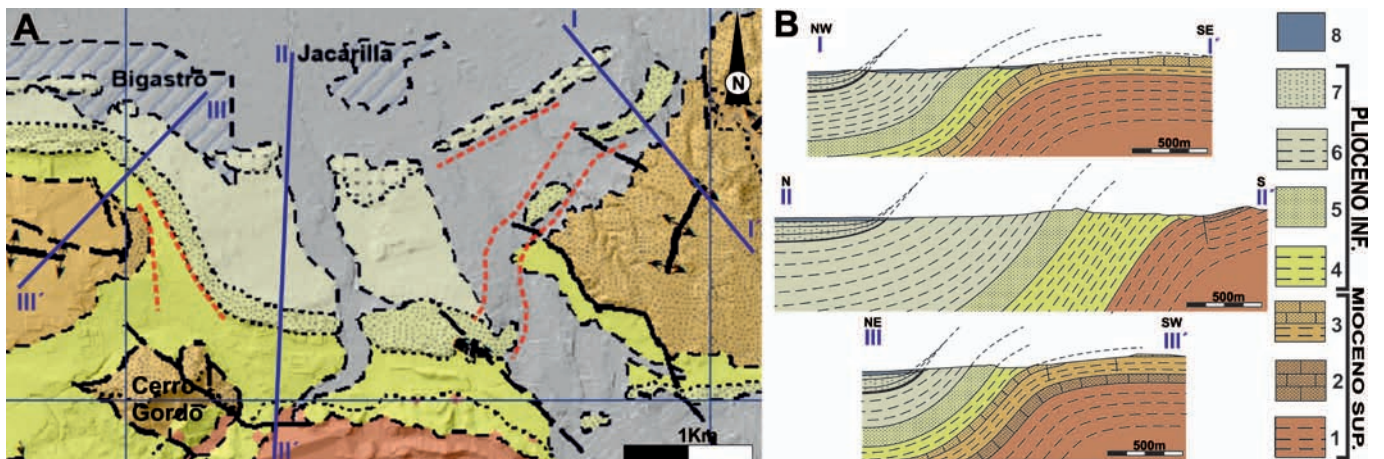 A
Bigastro
III
II
Jacarilla
I
N
I´
III´
Cerro
Gordo
II´
1Km
B
NW
I
SE
I´
500m
N
II
S
II´
500m
NE
III
SW
III´
500m
8
7
6
5
4
3
2
1
PLIOCENO INF.
MIOCENO SUP.